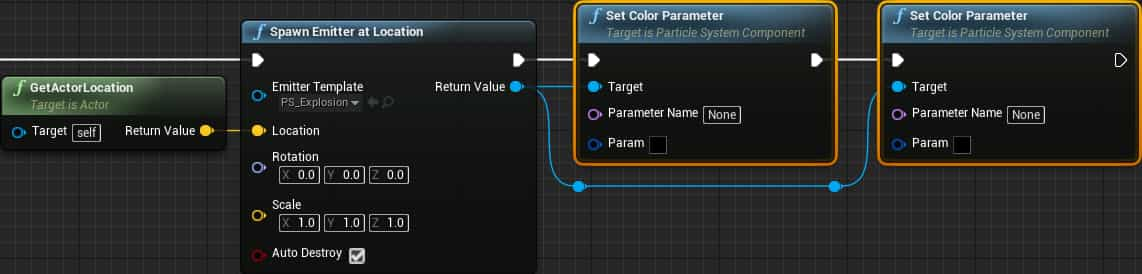 GetActorLocation
Target is Actor
Target self Return Value
Spawn Emitter at Location
Emitter Template Return Value
PS_Explosion
Location
Rotation
X 0.0 Y 0.0 Z 0.0
Scale
X 1.0 Y 1.0 Z 1.0
Auto Destroy
Set Color Parameter
Target is Particle System Component
Target
Parameter Name None
Param
Set Color Parameter
Target is Particle System Component
Target
Parameter Name None
Param